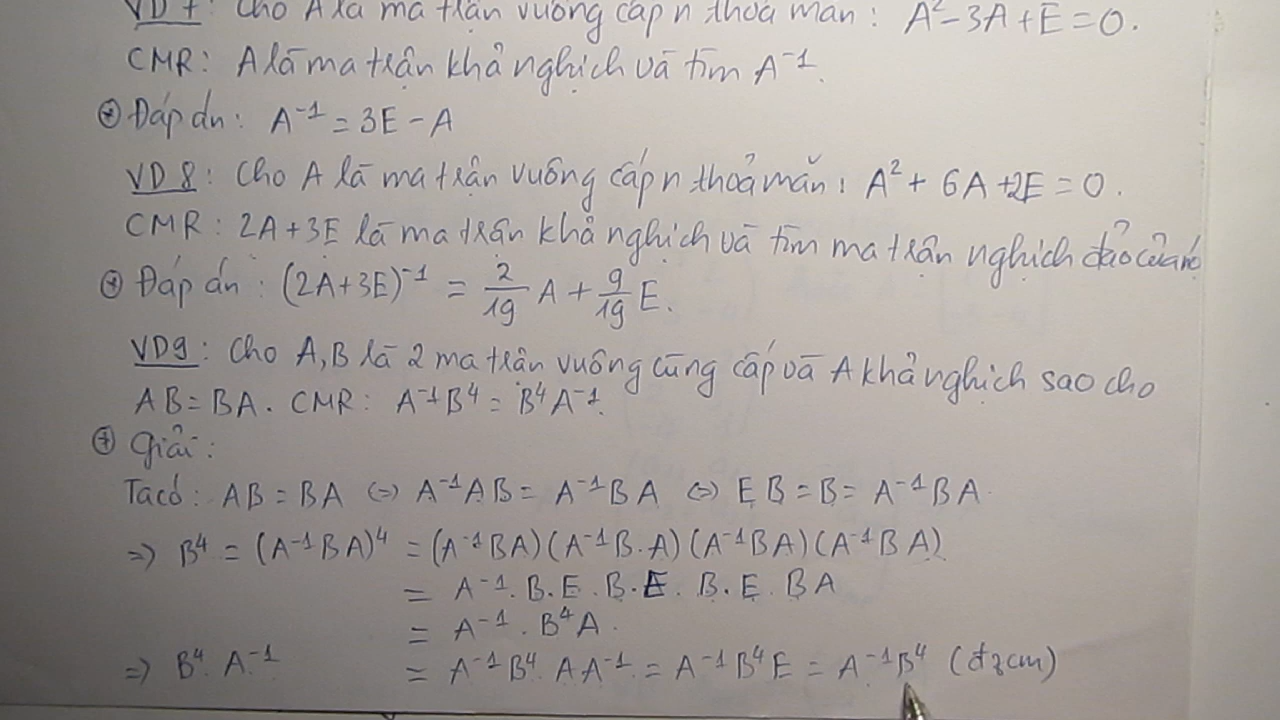 VD 7: Cho A là ma trận vuông cấp n thoả mãn: A² - 3A + E = 0.
CMR: A là ma trận khả nghịch và tìm A⁻¹.
⊛ Đáp án: A⁻¹ = 3E - A
VD 8: Cho A là ma trận vuông cấp n thoả mãn: A² + 6A + 2E = 0.
CMR: 2A+3E là ma trận khả nghịch và tìm ma trận nghịch đảo của nó
⊛ Đáp án: (2A+3E)⁻¹ = 2/19 A + 9/19 E.
VD9: Cho A, B là 2 ma trận vuông cùng cấp và A khả nghịch sao cho
AB = BA. CMR: A⁻¹B⁴ = B⁴A⁻¹.
⊛ Giải:
Ta có: AB = BA ⇔ A⁻¹AB = A⁻¹BA ⇔ EB = B = A⁻¹BA
⇒ B⁴ = (A⁻¹BA)⁴ = (A⁻¹BA)(A⁻¹B.A)(A⁻¹BA)(A⁻¹BA)
= A⁻¹.B.E.B.E.B.E.BA
= A⁻¹.B⁴A.
⇒ B⁴.A⁻¹ = A⁻¹B⁴.AA⁻¹ = A⁻¹B⁴E = A⁻¹B⁴ (đpcm)